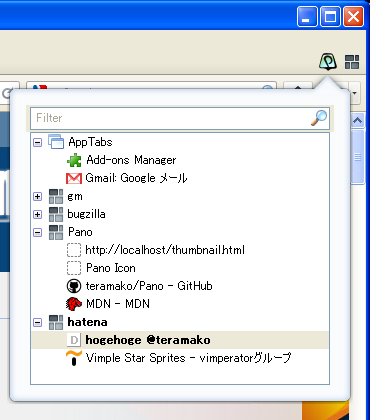 Filter
AppTabs
Add-ons Manager
Gmail: Google メール
gm
bugzilla
Pano
http://localhost/thumbnail.html
Pano Icon
teramako/Pano - GitHub
MDN - MDN
hatena
D hogehoge @teramako
Vimple Star Sprites - vimperatorグループ